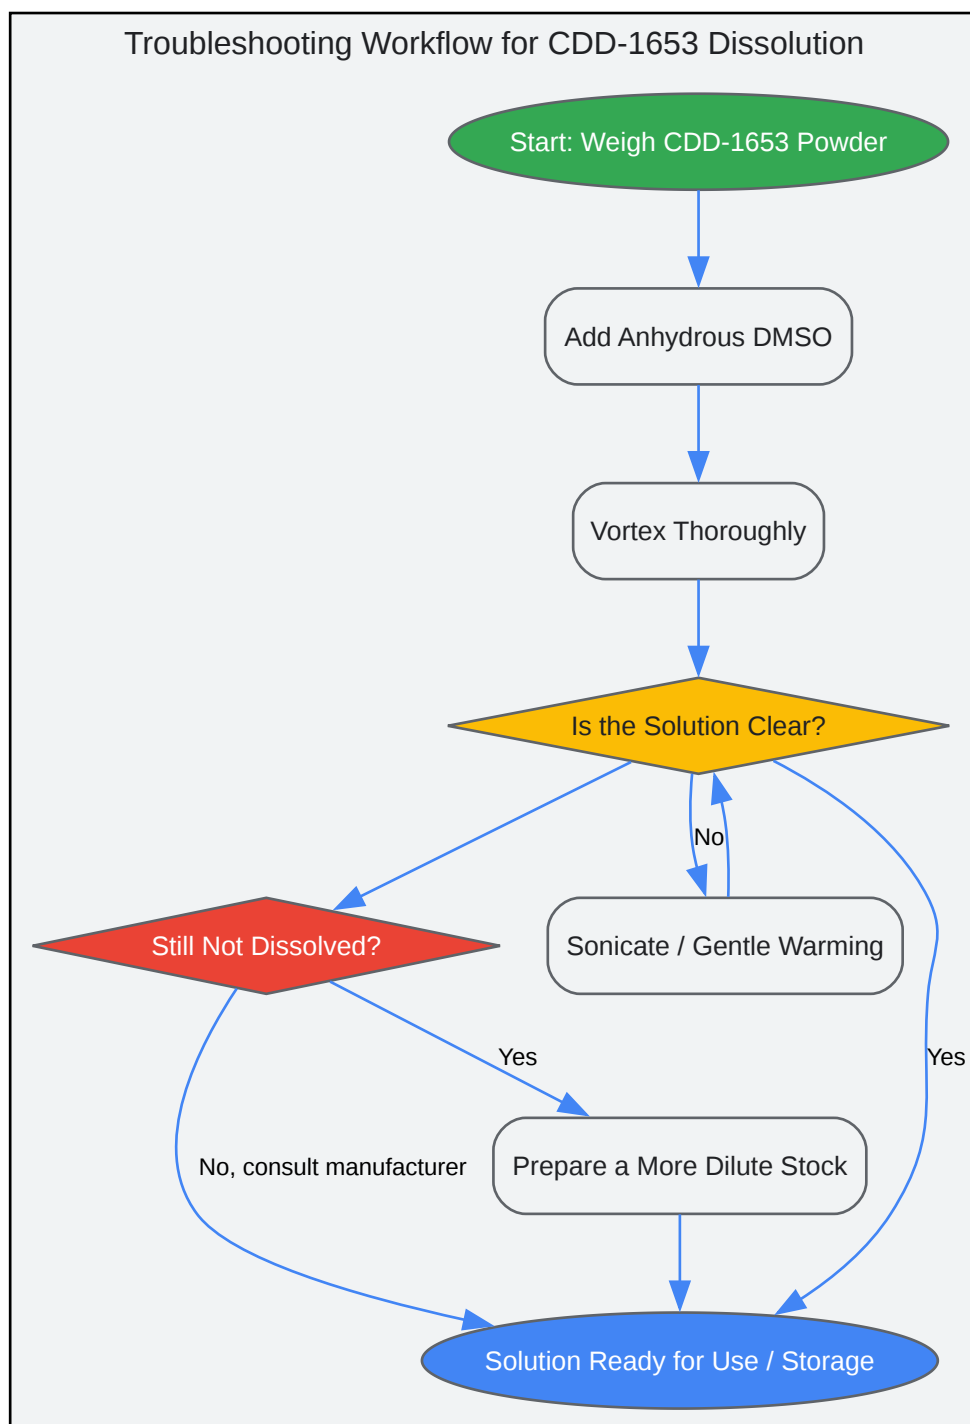 Troubleshooting Workflow for CDD-1653 Dissolution
Start: Weigh CDD-1653 Powder
Add Anhydrous DMSO
Vortex Thoroughly
Is the Solution Clear?
No
Still Not Dissolved?
Sonicate / Gentle Warming
Yes
Yes
No, consult manufacturer
Prepare a More Dilute Stock
Solution Ready for Use / Storage